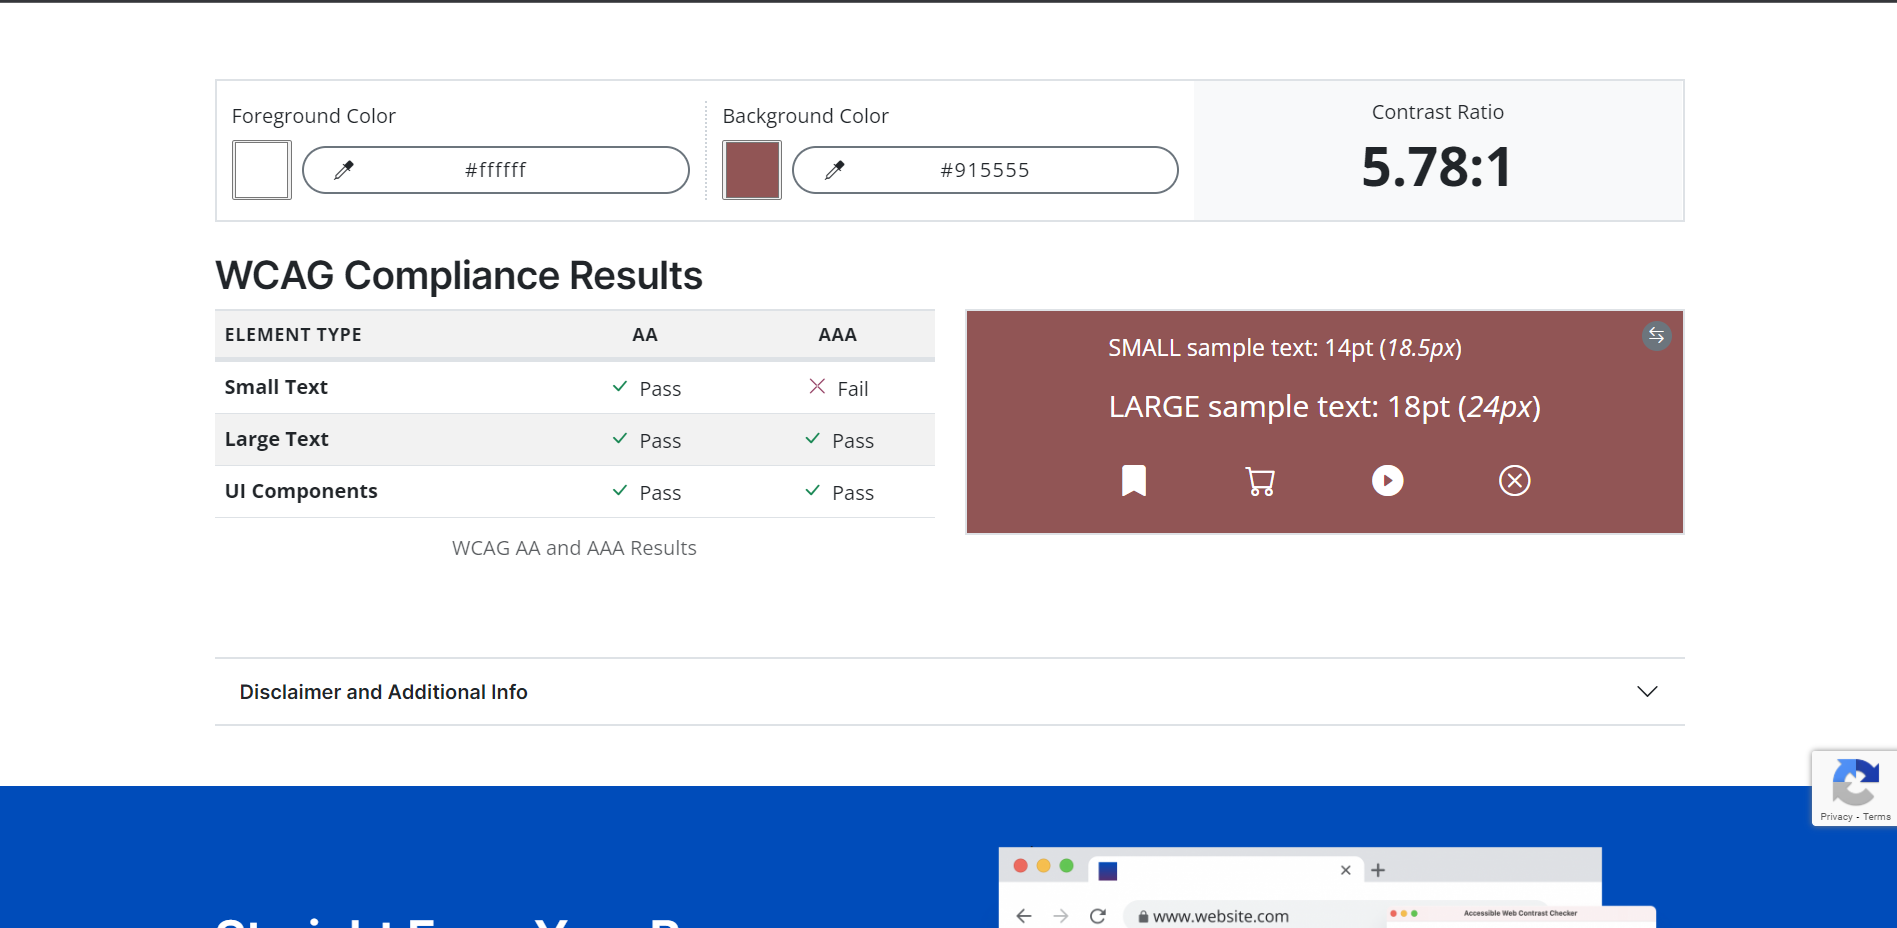 Foreground Color
#ffffff
Background Color
#915555
Contrast Ratio
5.78:1
WCAG Compliance Results
ELEMENT TYPE AA AAA
Small Text Pass Fail
Large Text Pass Pass
UI Components Pass Pass
WCAG AA and AAA Results
SMALL sample text: 14pt (18.5px)
LARGE sample text: 18pt (24px)
Disclaimer and Additional Info
Privacy - Terms
www.website.com
Accessible Web Contrast Checker